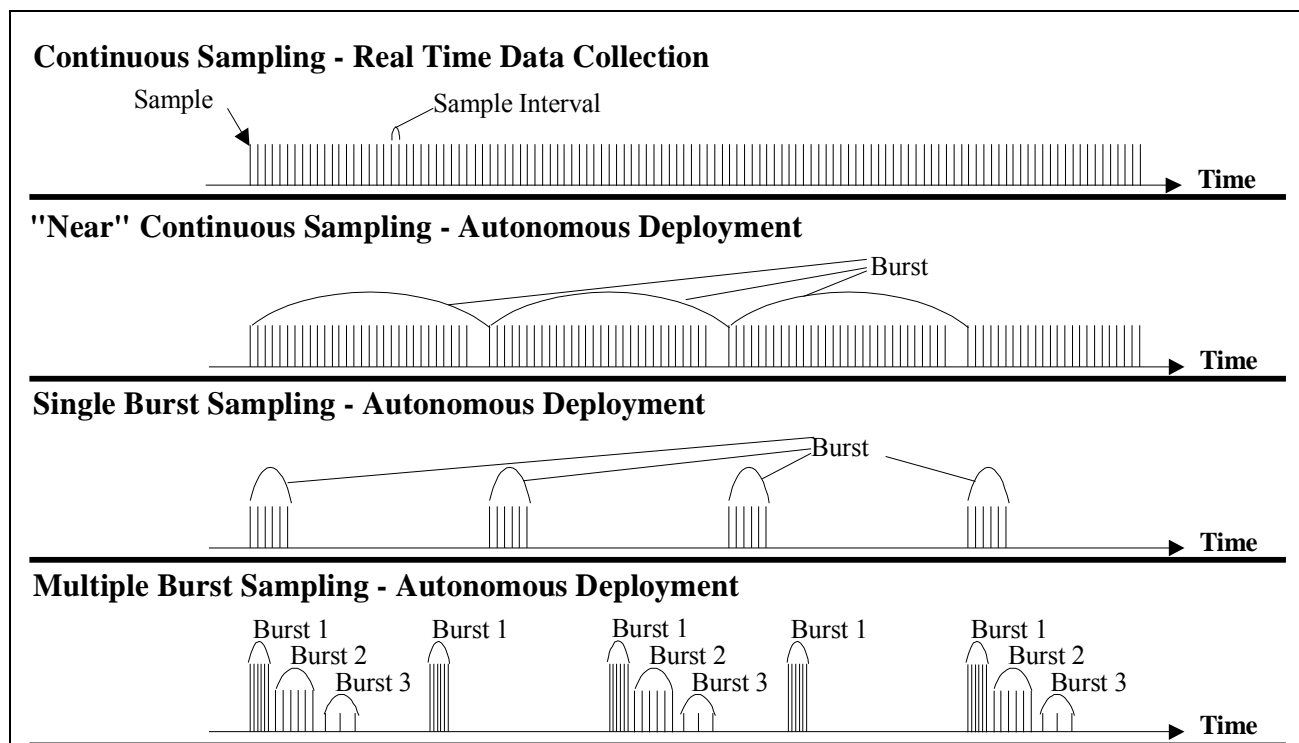 Continuous Sampling - Real Time Data Collection
Sample
Sample Interval
Time
"Near" Continuous Sampling - Autonomous Deployment
Burst
Time
Single Burst Sampling - Autonomous Deployment
Burst
Time
Multiple Burst Sampling - Autonomous Deployment
Burst 1 Burst 1 Burst 1 Burst 1 Burst 1
Burst 2 Burst 2 Burst 2
Burst 3 Burst 3 Burst 3
Time